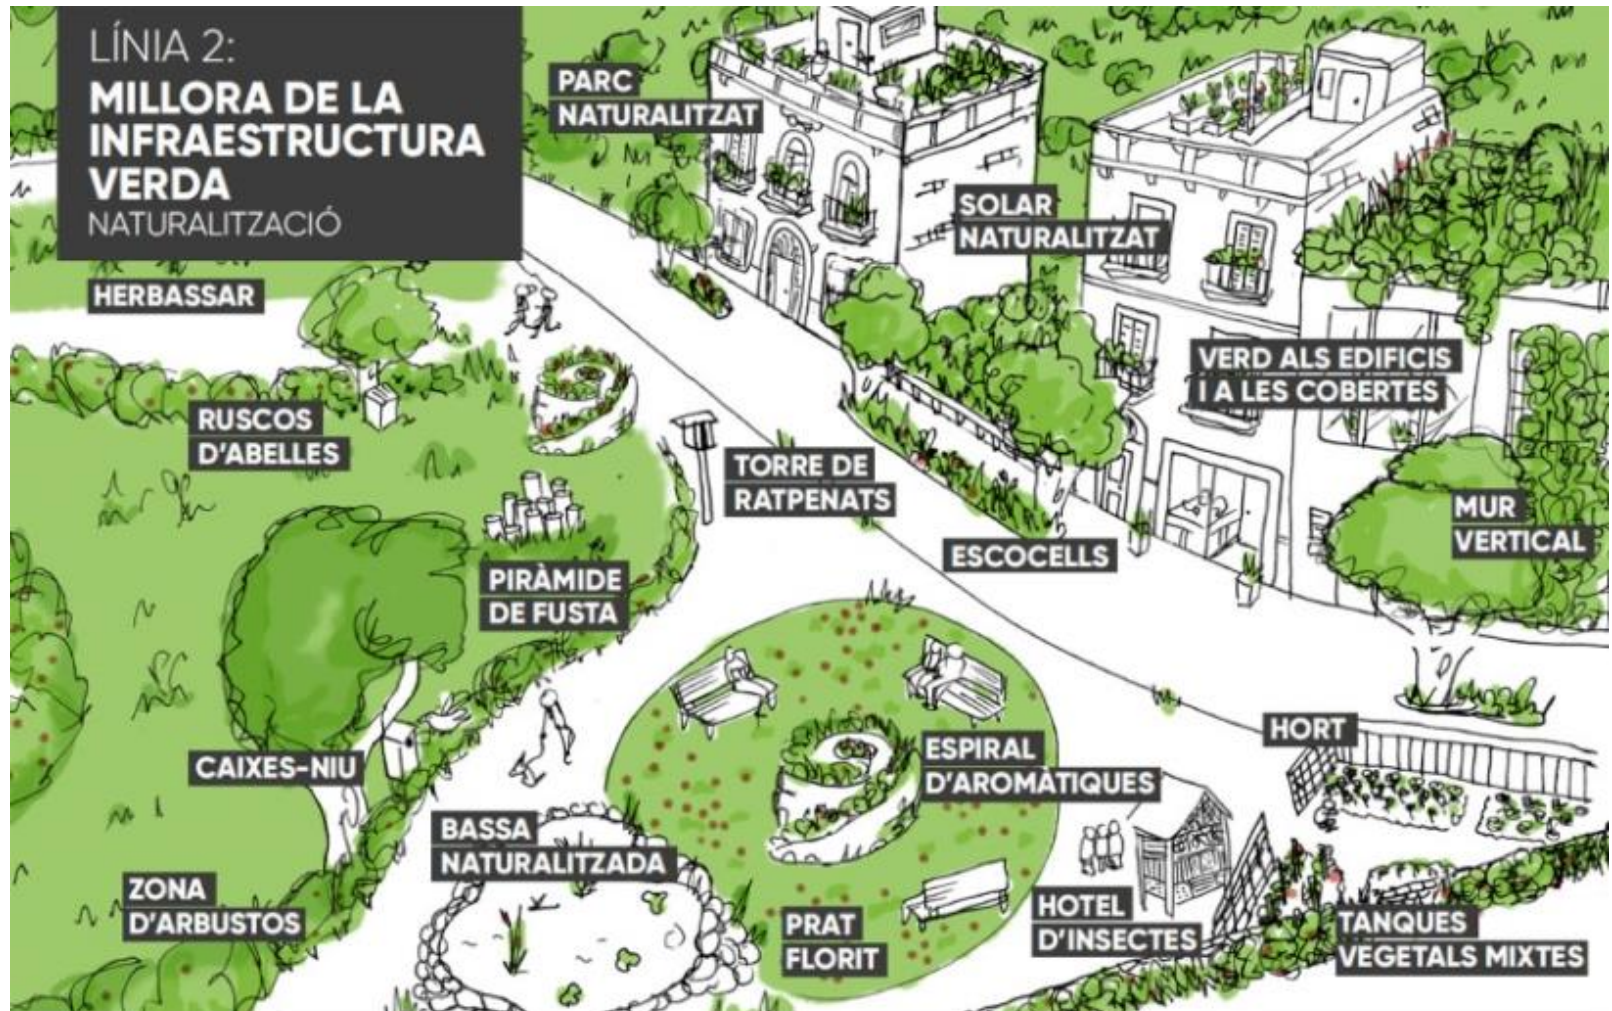 LÍNIA 2:
MILLORA DE LA
INFRAESTRUCTURA
VERDA
NATURALITZACIÓ
PARC
NATURALITZAT
SOLAR
NATURALITZAT
HERBASSAR
VERD ALS EDIFICIS
I A LES COBERTES
RUSCOS
D'ABELLES
TORRE DE
RATPENATS
MUR
VERTICAL
ESCOCELLS
PIRÀMIDE
DE FUSTA
HORT
CAIXES-NIU
ESPIRAL
D'AROMÀTIQUES
BASSA
NATURALITZADA
ZONA
D'ARBUSTOS
PRAT
FLORIT
HOTEL
D'INSECTES
TANQUES
VEGETALS MIXTES